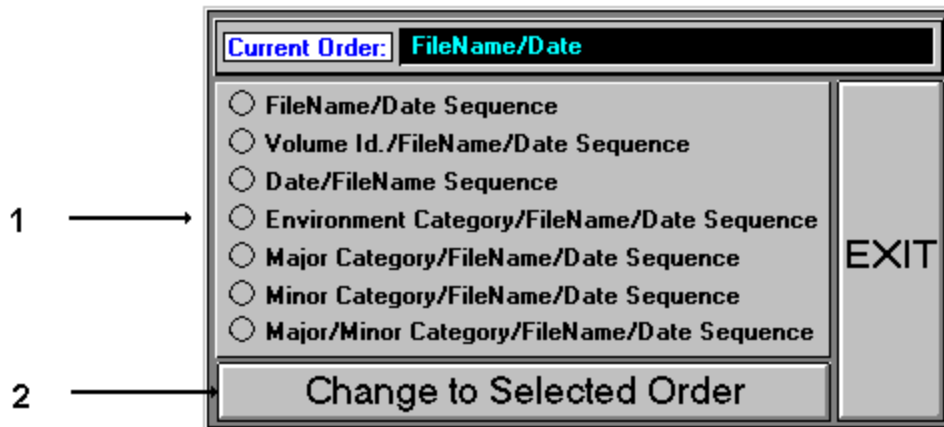 Current Order: FileName/Date
FileName/Date Sequence
Volume Id./FileName/Date Sequence
Date/FileName Sequence
1
Environment Category/FileName/Date Sequence
Major Category/FileName/Date Sequence
EXIT
Minor Category/FileName/Date Sequence
Major/Minor Category/FileName/Date Sequence
2
Change to Selected Order